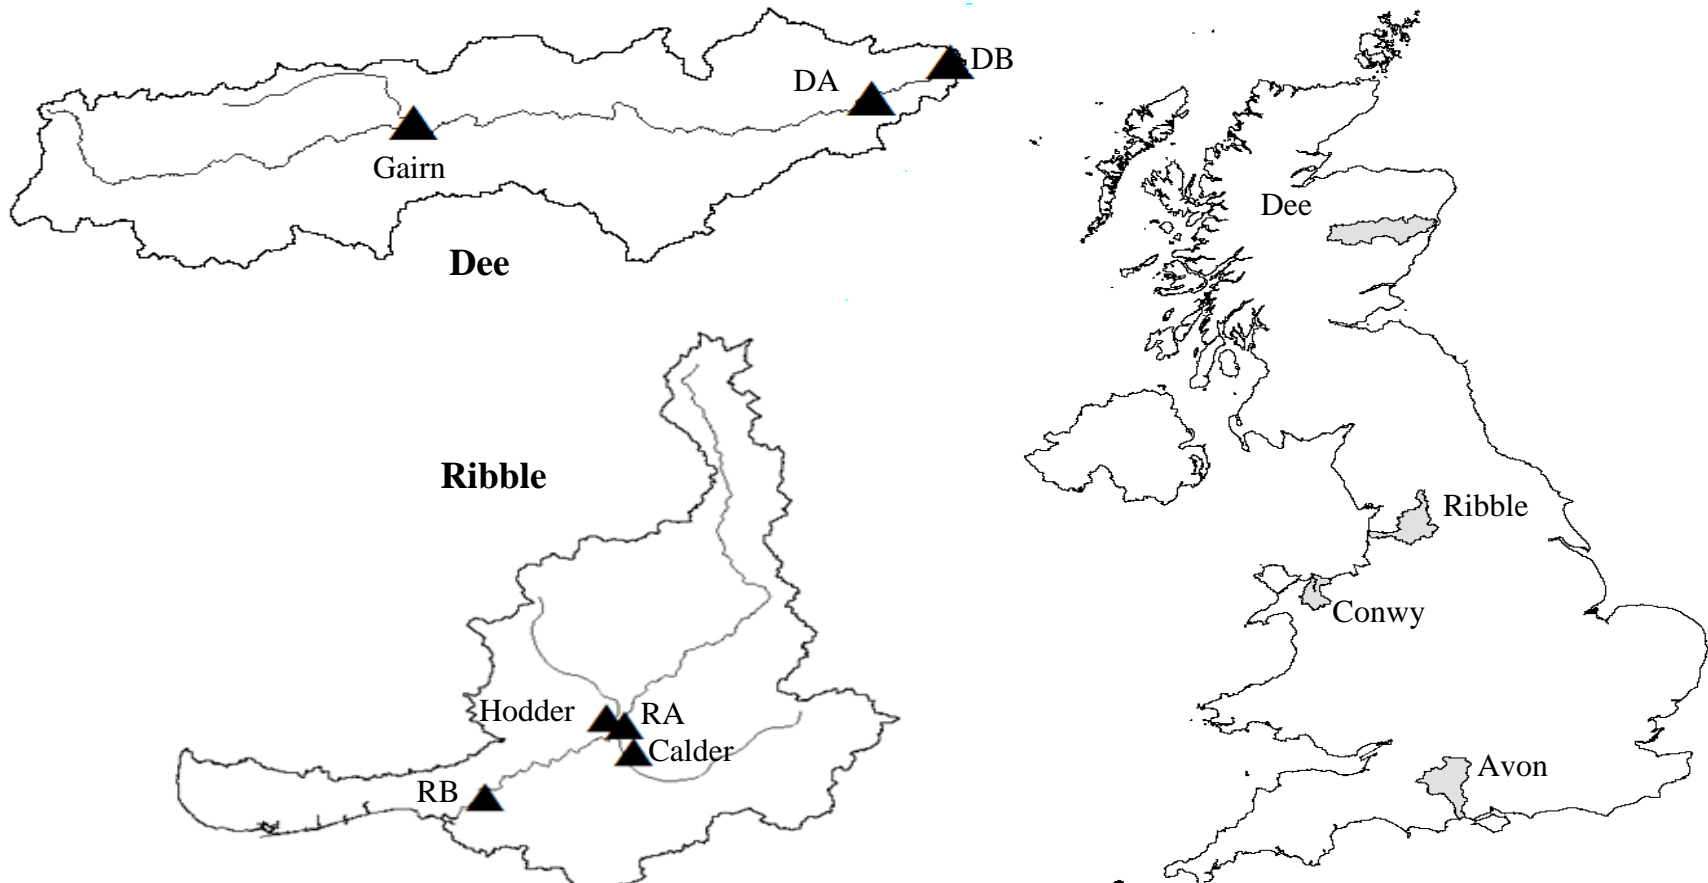 DB
DA
Gairn
Dee
Ribble
Hodder
RA
Calder
RB
Dee
Ribble
Conwy
Avon